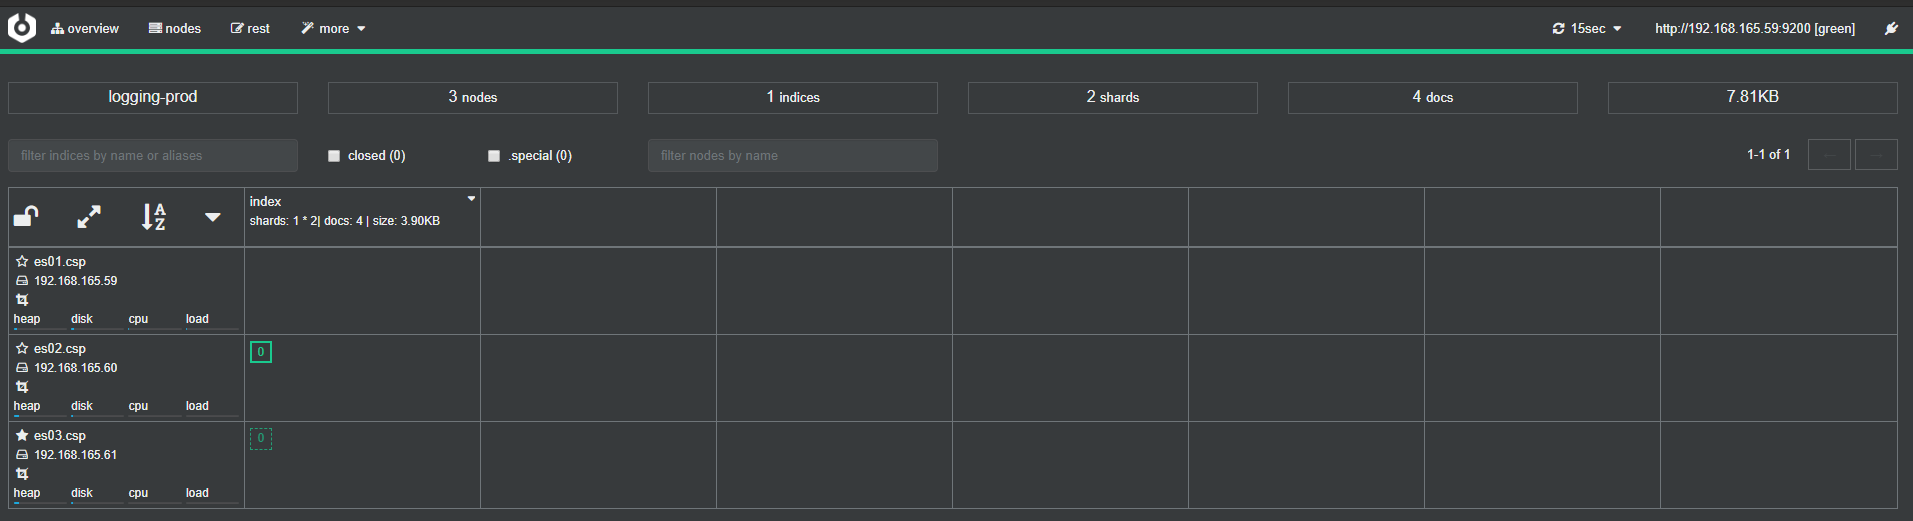 overview nodes rest more 15sec http://192.168.165.59:9200 [green]
logging-prod 3 nodes 1 indices 2 shards 4 docs 7.81KB
filter indices by name or aliases closed (0) .special (0) filter nodes by name 1-1 of 1
A
Z
index
shards: 1 * 2| docs: 4 | size: 3.90KB
es01.csp
192.168.165.59
heap disk cpu load
es02.csp
192.168.165.60
heap disk cpu load
0
es03.csp
192.168.165.61
heap disk cpu load
0